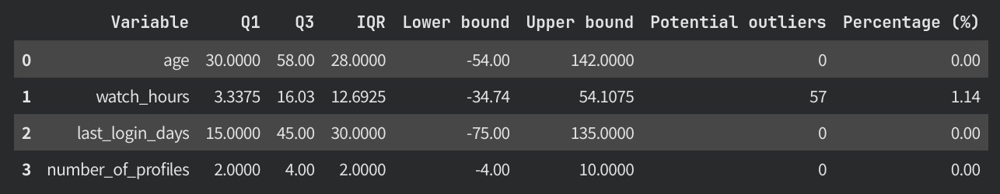 Variable Q1 Q3 IQR Lower bound Upper bound Potential outliers Percentage (%)
0 age 30.0000 58.00 28.0000 -54.00 142.0000 0 0.00
1 watch_hours 3.3375 16.03 12.6925 -34.74 54.1075 57 1.14
2 last_login_days 15.0000 45.00 30.0000 -75.00 135.0000 0 0.00
3 number_of_profiles 2.0000 4.00 2.0000 -4.00 10.0000 0 0.00